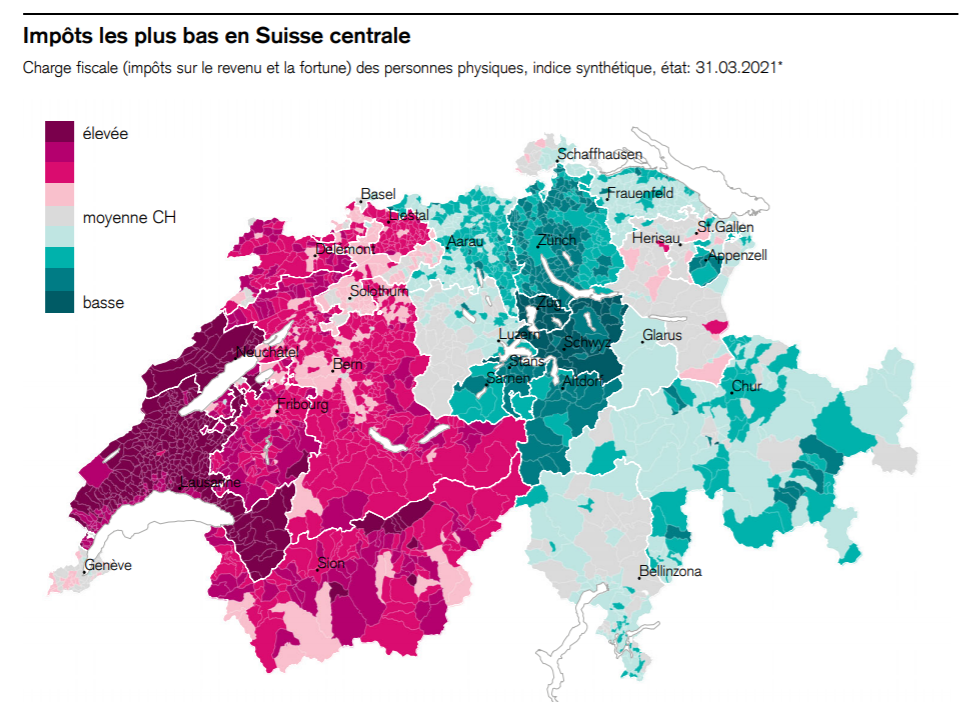 Impôts les plus bas en Suisse centrale
Charge fiscale (impôts sur le revenu et la fortune) des personnes physiques, indice synthétique, état: 31.03.2021*
élevée
moyenne CH
basse
Schaffhausen
Basel
Frauenfeld
Liestal
St.Gallen
Delémont
Aarau
Zürich
Herisau
Appenzell
Solothurn
Zug
Luzern
Glarus
Neuchâtel
Schwyz
Bern
Stans
Sarnen
Altdorf
Chur
Fribourg
Lausanne
Genève
Sion
Bellinzona